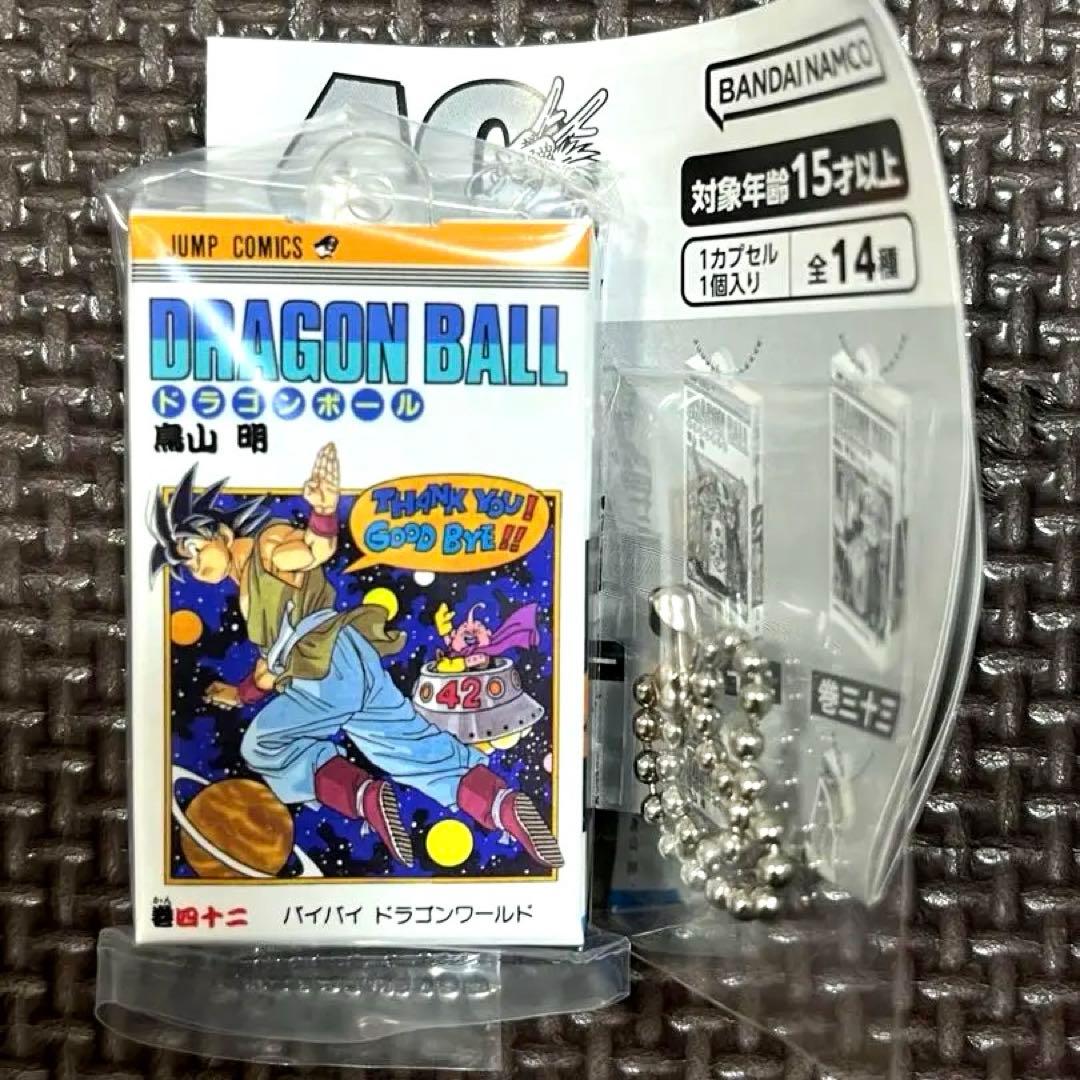 40
BANDAI NAMCO
対象年齢15才以上
1カプセル
1個入り
全14種
JUMP COMICS
DRAGON BALL
ドラゴンボール
鳥山 明
THANK YOU!
GOOD BYE!!
42
かん
巻四十二
バイバイ ドラゴンワールド
巻三十三